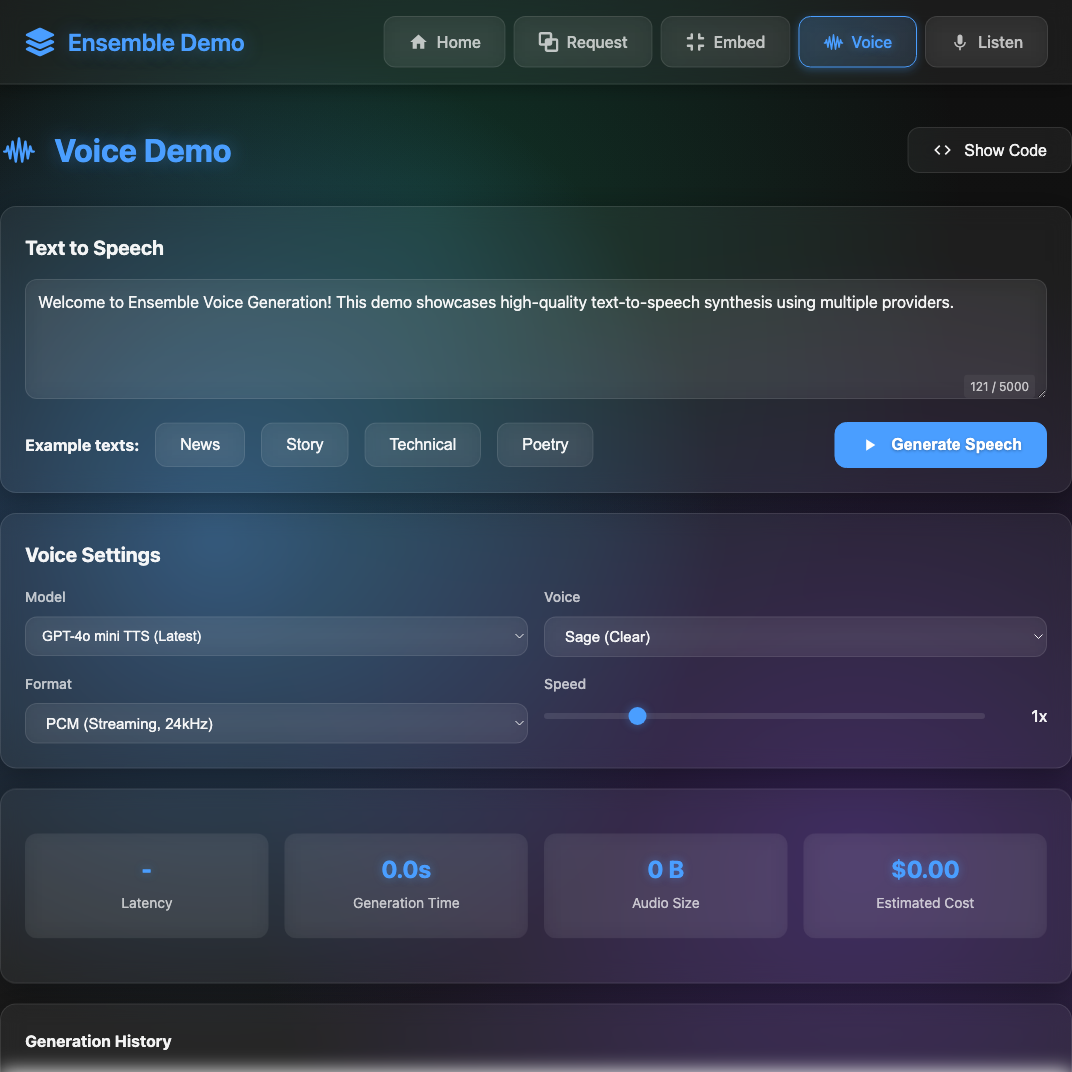 Ensemble Demo
Home
Request
Embed
Voice
Listen
Voice Demo
Show Code
Text to Speech
Welcome to Ensemble Voice Generation! This demo showcases high-quality text-to-speech synthesis using multiple providers.
121 / 5000
Example texts:
News
Story
Technical
Poetry
Generate Speech
Voice Settings
Model
Voice
GPT-4o mini TTS (Latest)
Sage (Clear)
Format
Speed
PCM (Streaming, 24kHz)
1x
-
Latency
0.0s
Generation Time
0 B
Audio Size
$0.00
Estimated Cost
Generation History